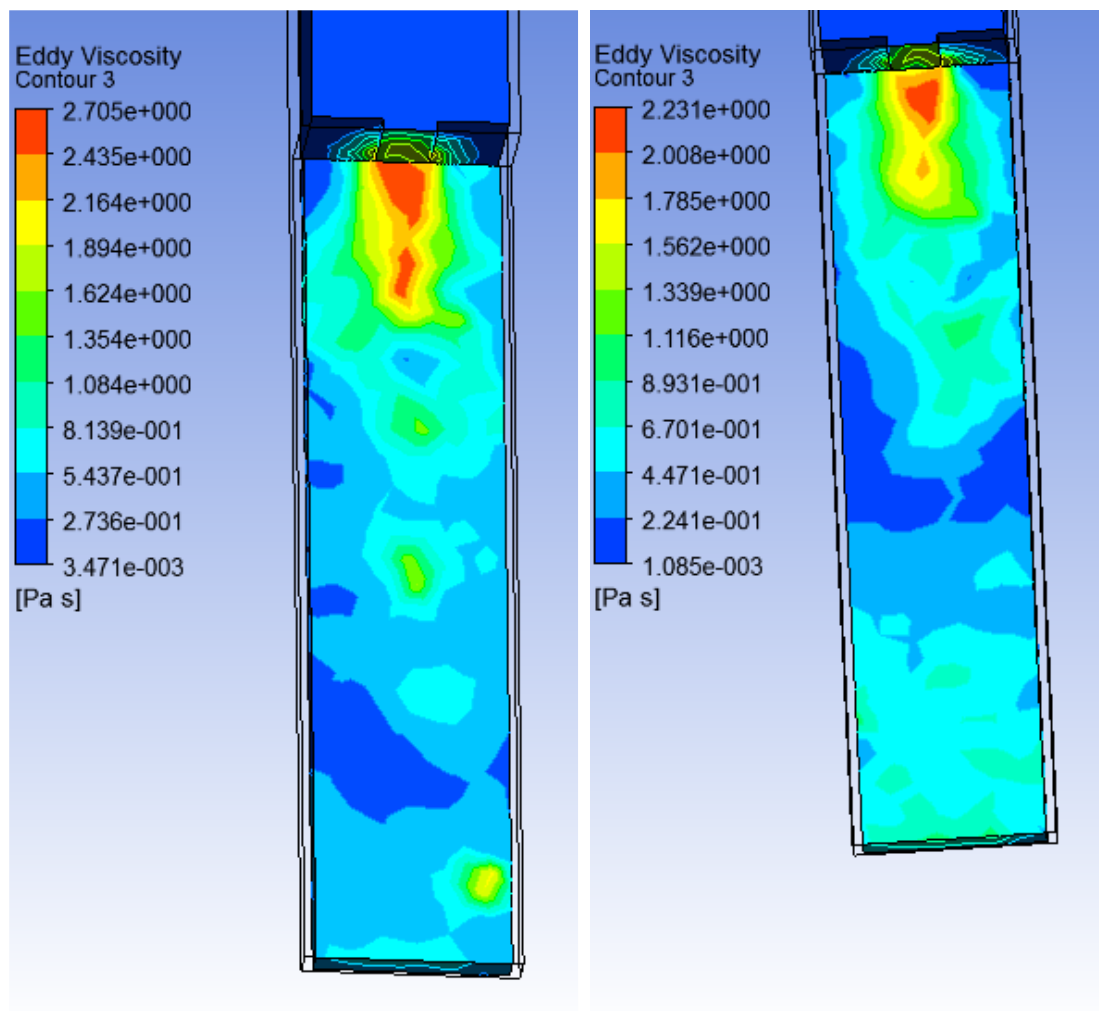 Eddy Viscosity
Contour 3
2.705e+000
2.435e+000
2.164e+000
1.894e+000
1.624e+000
1.354e+000
1.084e+000
8.139e-001
5.437e-001
2.736e-001
3.471e-003
[Pa s]
Eddy Viscosity
Contour 3
2.231e+000
2.008e+000
1.785e+000
1.562e+000
1.339e+000
1.116e+000
8.931e-001
6.701e-001
4.471e-001
2.241e-001
1.085e-003
[Pa s]